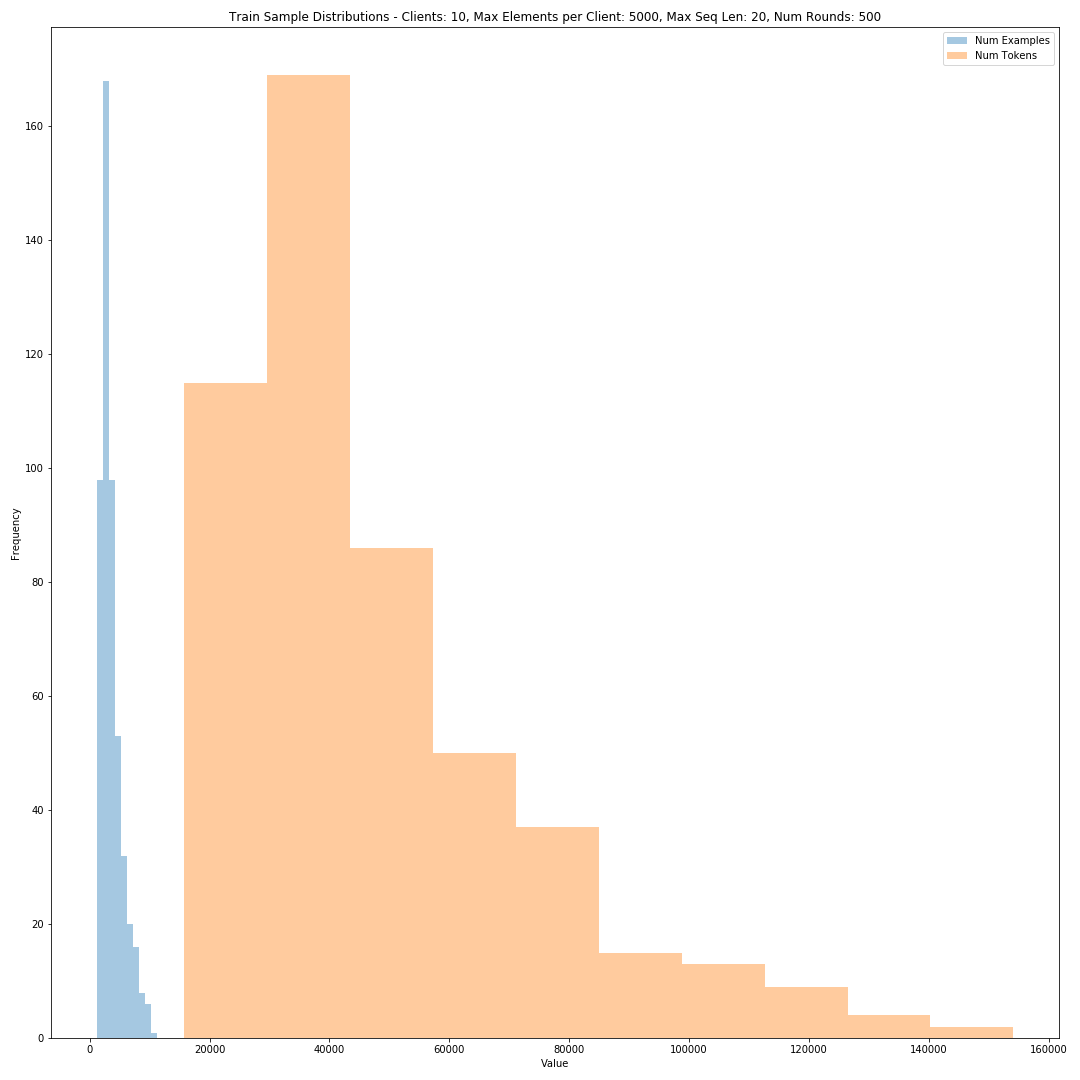 Train Sample Distributions - Clients: 10, Max Elements per Client: 5000, Max Seq Len: 20, Num Rounds: 500
Num Examples
Num Tokens
160
140
120
100
80
60
40
20
0
Frequency
0 20000 40000 60000 80000 100000 120000 140000 160000
Value